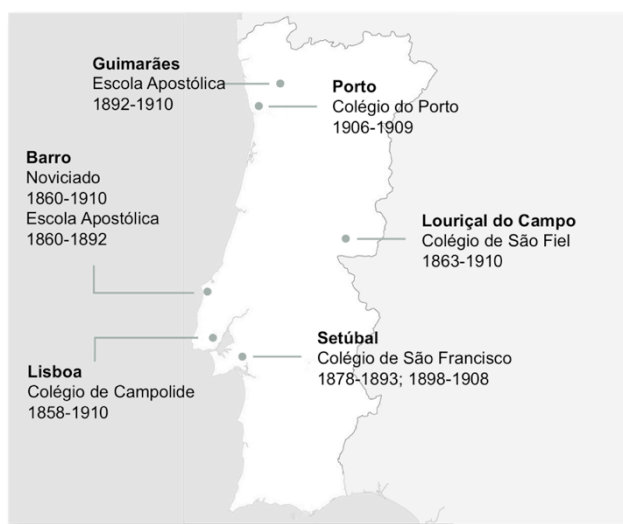 Guimarães
Escola Apostólica
1892-1910
Porto
Colégio do Porto
1906-1909
Barro
Noviciado
1860-1910
Escola Apostólica
1860-1892
Louriçal do Campo
Colégio de São Fiel
1863-1910
Setúbal
Colégio de São Francisco
1878-1893; 1898-1908
Lisboa
Colégio de Campolide
1858-1910